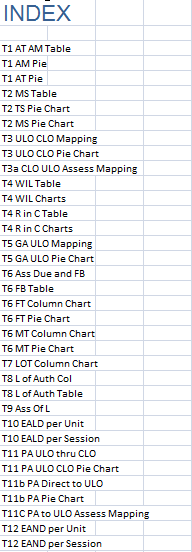 INDEX
T1 AT AM Table
T1 AM Pie
T1 AT Pie
T2 MS Table
T2 TS Pie Chart
T2 MS Pie Chart
T3 ULO CLO Mapping
T3 ULO CLO Pie Chart
T3a CLO ULO Assess Mapping
T4 WIL Table
T4 WIL Charts
T4 R in C Table
T4 R in C Charts
T5 GA ULO Mapping
T5 GA ULO Pie Chart
T6 Ass Due and FB
T6 FB Table
T6 FT Column Chart
T6 FT Pie Chart
T6 MT Column Chart
T6 MT Pie Chart
T7 LOT Column Chart
T8 L of Auth Col
T8 L of Auth Table
T9 Ass Of L
T10 EALD per Unit
T10 EALD per Session
T11 PA ULO thru CLO
T11 PA ULO CLO Pie Chart
T11b PA Direct to ULO
T11b PA Pie Chart
T11C PA to ULO Assess Mapping
T12 EAND per Unit
T12 EAND per Session